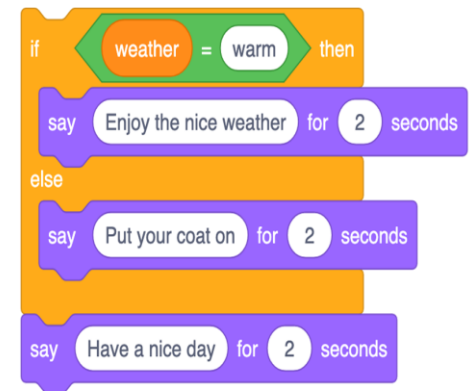 if weather = warm then
say Enjoy the nice weather for 2 seconds
else
say Put your coat on for 2 seconds
say Have a nice day for 2 seconds